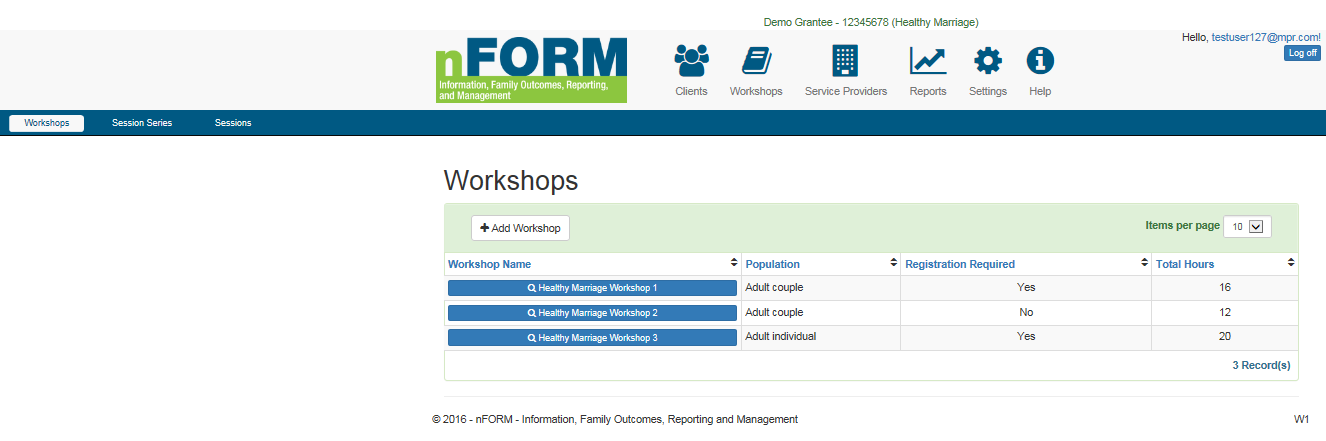 Demo Grantee - 12345678 (Healthy Marriage)
Hello, testuser127@mpr.com!
Log off
nFORM
Information, Family Outcomes, Reporting,
and Management
Clients Workshops Service Providers Reports Settings Help
Workshops Session Series Sessions
Workshops
Add Workshop Items per page 10
Workshop Name Population Registration Required Total Hours
Healthy Marriage Workshop 1 Adult couple Yes 16
Healthy Marriage Workshop 2 Adult couple No 12
Healthy Marriage Workshop 3 Adult individual Yes 20
3 Record(s)
© 2016 - nFORM - Information, Family Outcomes, Reporting and Management W1